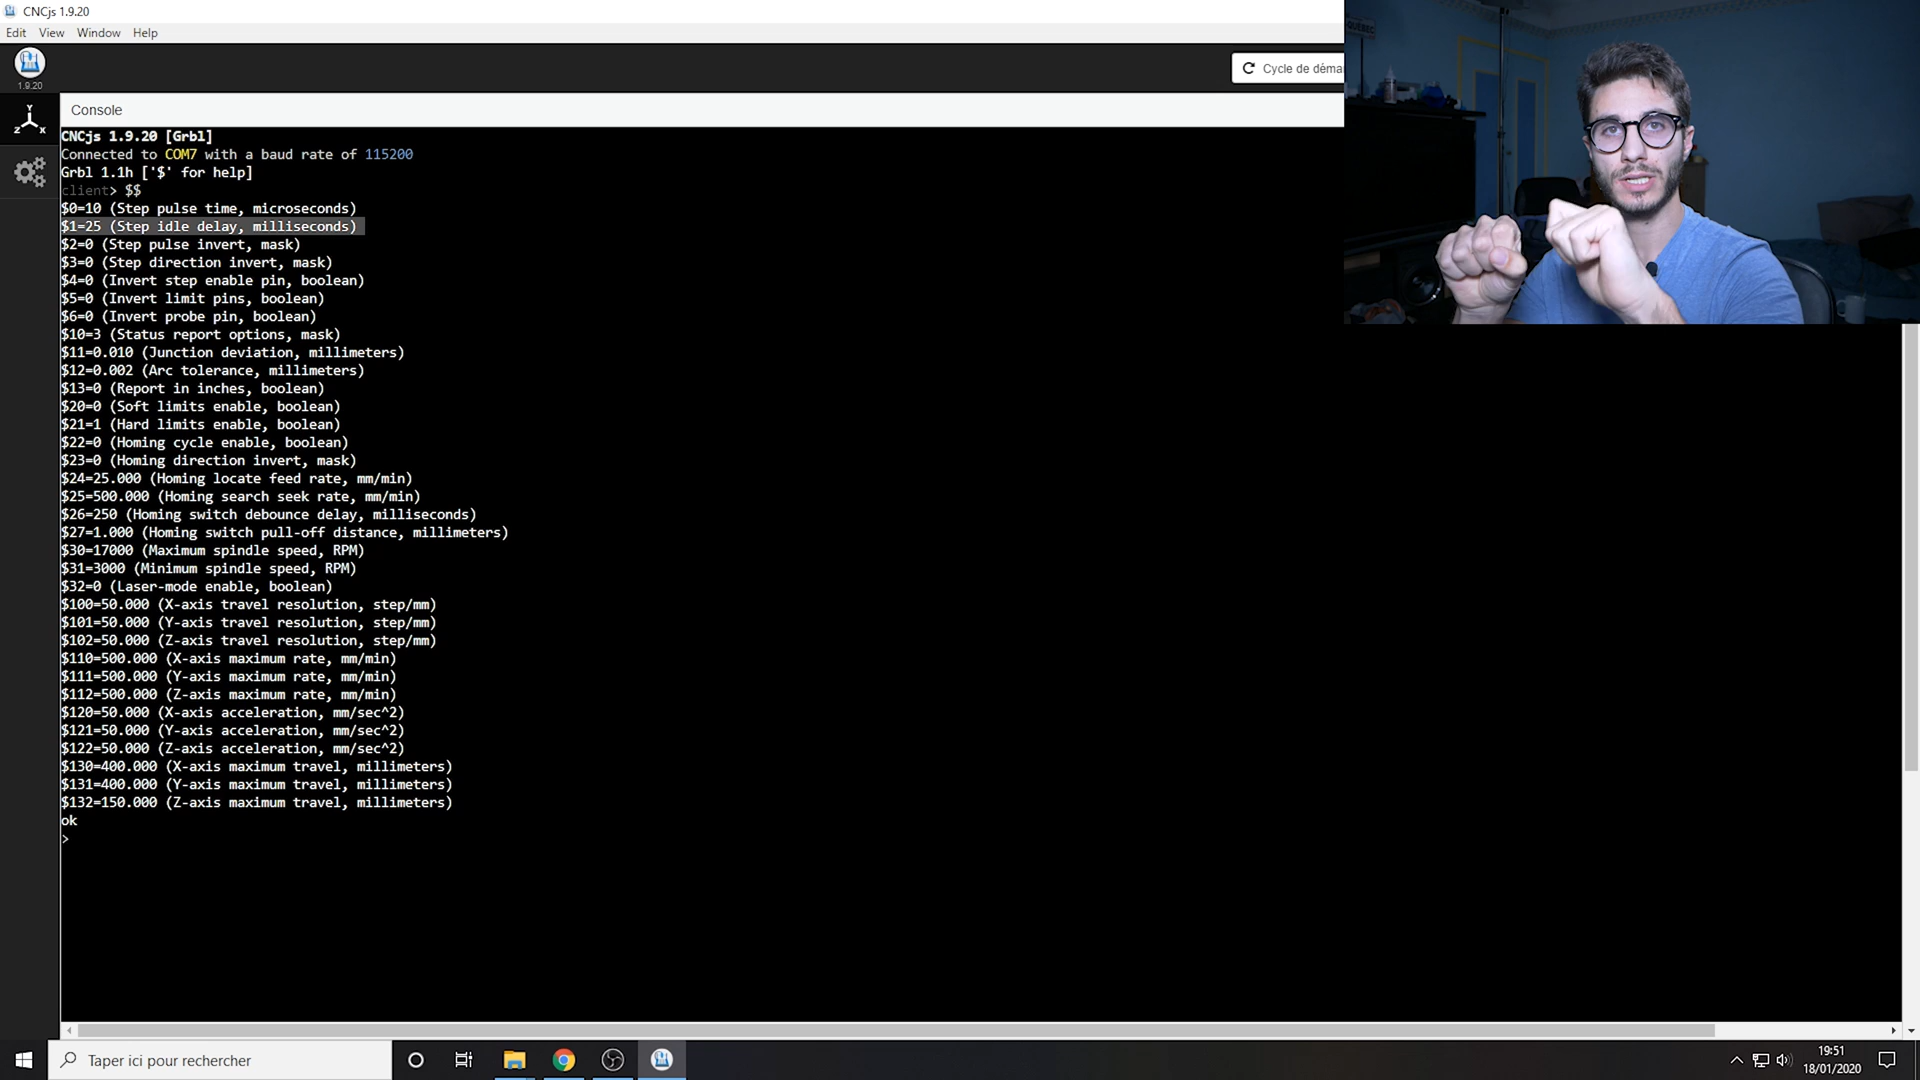 CNCjs 1.9.20
Edit View Window Help
1.9.20
Cycle de déma
Console
CNCjs 1.9.20 [Grbl]
Connected to COM7 with a baud rate of 115200
Grbl 1.1h ['$' for help]
client> $$
$0=10 (Step pulse time, microseconds)
$1=25 (Step idle delay, milliseconds)
$2=0 (Step pulse invert, mask)
$3=0 (Step direction invert, mask)
$4=0 (Invert step enable pin, boolean)
$5=0 (Invert limit pins, boolean)
$6=0 (Invert probe pin, boolean)
$10=3 (Status report options, mask)
$11=0.010 (Junction deviation, millimeters)
$12=0.002 (Arc tolerance, millimeters)
$13=0 (Report in inches, boolean)
$20=0 (Soft limits enable, boolean)
$21=1 (Hard limits enable, boolean)
$22=0 (Homing cycle enable, boolean)
$23=0 (Homing direction invert, mask)
$24=25.000 (Homing locate feed rate, mm/min)
$25=500.000 (Homing search seek rate, mm/min)
$26=250 (Homing switch debounce delay, milliseconds)
$27=1.000 (Homing switch pull-off distance, millimeters)
$30=17000 (Maximum spindle speed, RPM)
$31=3000 (Minimum spindle speed, RPM)
$32=0 (Laser-mode enable, boolean)
$100=50.000 (X-axis travel resolution, step/mm)
$101=50.000 (Y-axis travel resolution, step/mm)
$102=50.000 (Z-axis travel resolution, step/mm)
$110=500.000 (X-axis maximum rate, mm/min)
$111=500.000 (Y-axis maximum rate, mm/min)
$112=500.000 (Z-axis maximum rate, mm/min)
$120=50.000 (X-axis acceleration, mm/sec^2)
$121=50.000 (Y-axis acceleration, mm/sec^2)
$122=50.000 (Z-axis acceleration, mm/sec^2)
$130=400.000 (X-axis maximum travel, millimeters)
$131=400.000 (Y-axis maximum travel, millimeters)
$132=150.000 (Z-axis maximum travel, millimeters)
ok
>
Taper ici pour rechercher
19:51
18/01/2020